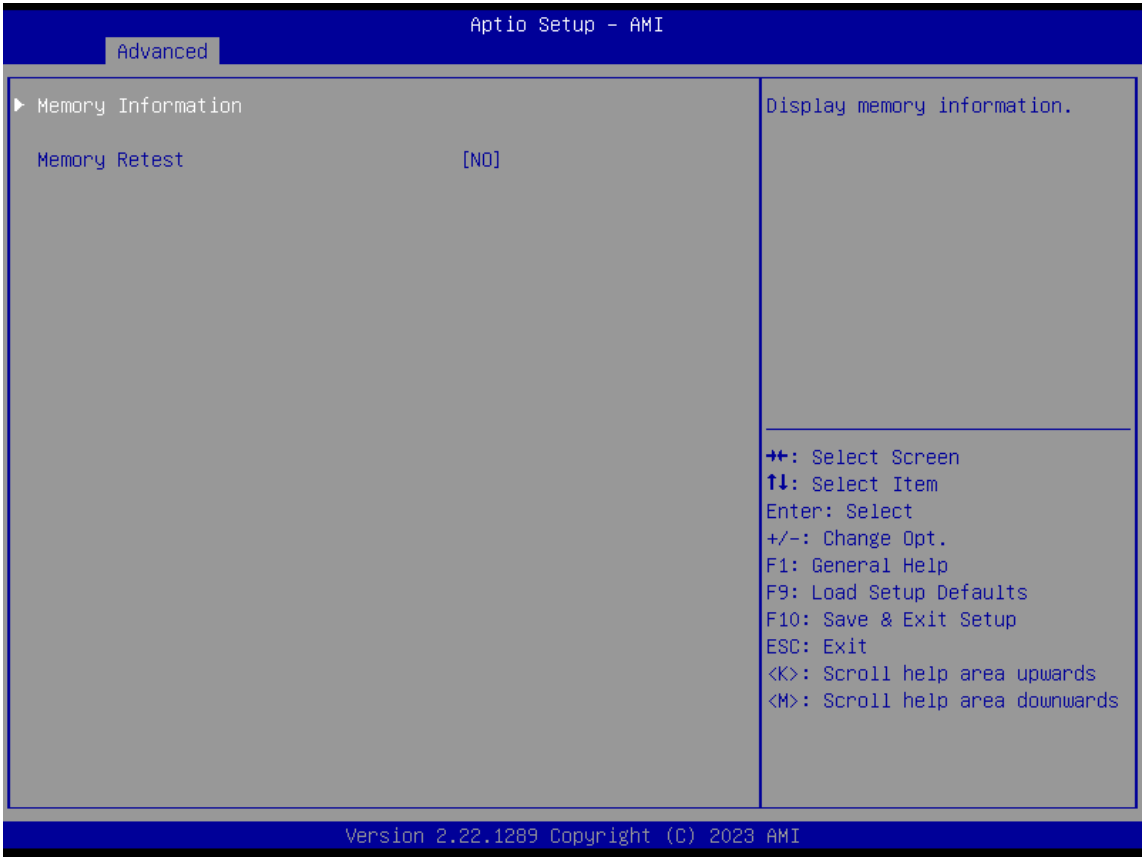 Aptio Setup - AMI
Advanced
Memory Information
Memory Retest [NO]
Display memory information.
→←: Select Screen
↑↓: Select Item
Enter: Select
+/-: Change Opt.
F1: General Help
F9: Load Setup Defaults
F10: Save & Exit Setup
ESC: Exit
<K>: Scroll help area upwards
<M>: Scroll help area downwards
Version 2.22.1289 Copyright (C) 2023 AMI